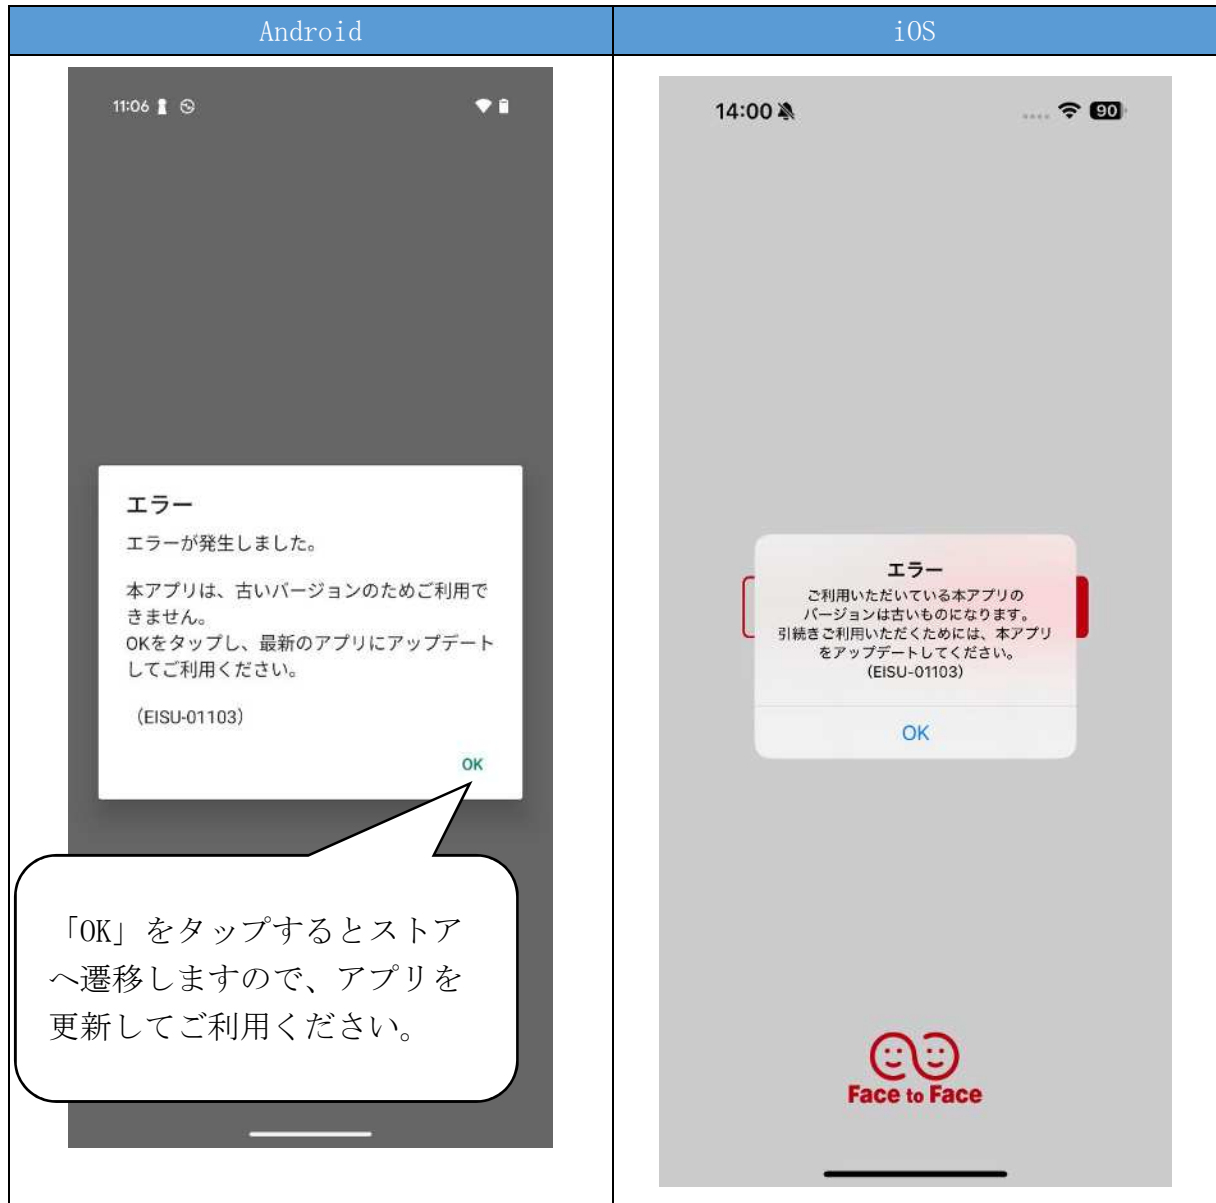 Android
iOS
11:06
エラー
エラーが発生しました。
本アプリは、古いバージョンのためご利用で
きません。
OKをタップし、最新のアプリにアップデート
してご利用ください。
（EISU-01103）
OK
「OK」をタップするとストア
へ遷移しますので、アプリを
更新してご利用ください。
14:00
90
エラー
ご利用いただいている本アプリの
バージョンは古いものになります。
引続きご利用いただくためには、本アプリ
をアップデートしてください。
(EISU-01103)
OK
Face to Face